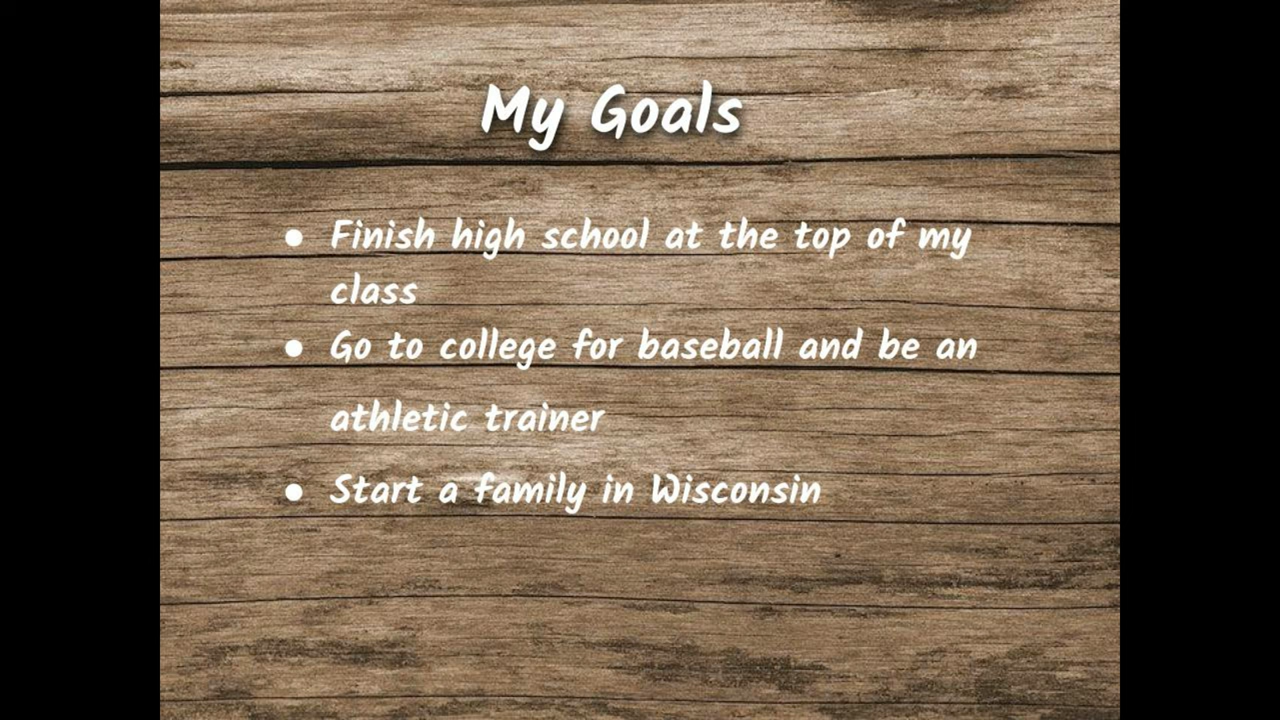 My Goals
● Finish high school at the top of my
class
● Go to college for baseball and be an
athletic trainer
● Start a family in Wisconsin